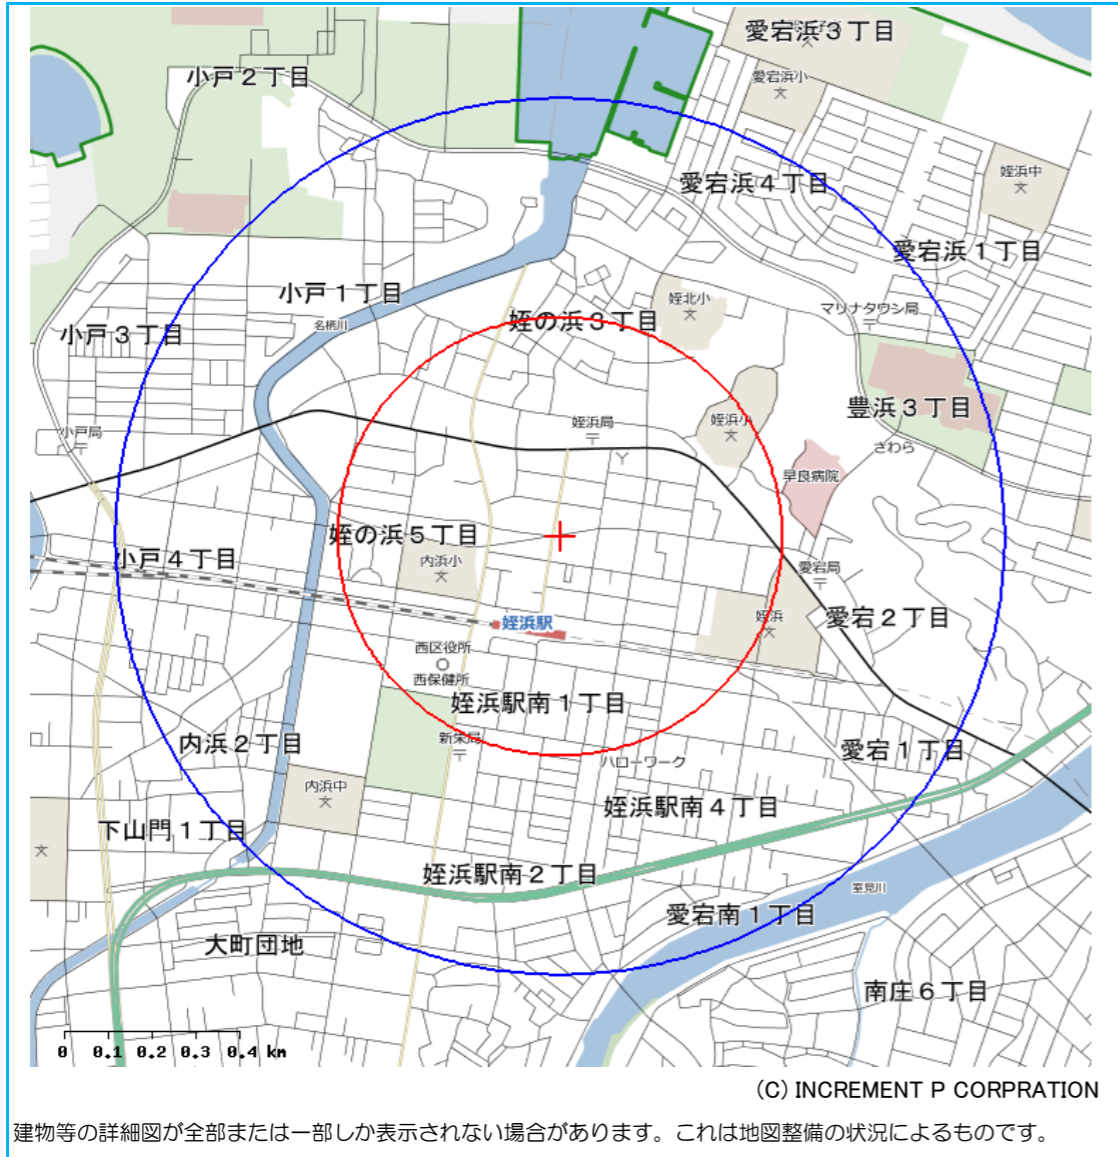 愛宕浜3丁目
小戸2丁目
愛宕浜小
姪浜中
愛宕浜4丁目
愛宕浜1丁目
小戸1丁目
姪北小
マリナタウン局
名柄川
姪の浜3丁目
小戸3丁目
豊浜3丁目
姪浜局
姪浜小
小戸局
さわら
早良病院
姪の浜5丁目
小戸4丁目
内浜小
愛宕局
姪浜
愛宕2丁目
姪浜駅
西区役所
西保健所
姪浜駅南1丁目
新栄局
内浜2丁目
愛宕1丁目
ハローワーク
内浜中
姪浜駅南4丁目
下山門1丁目
姪浜駅南2丁目
室見川
愛宕南1丁目
大町団地
南庄6丁目
0 0.1 0.2 0.3 0.4 km
(C) INCREMENT P CORPRATION
建物等の詳細図が全部または一部しか表示されない場合があります。これは地図整備の状況によるものです。